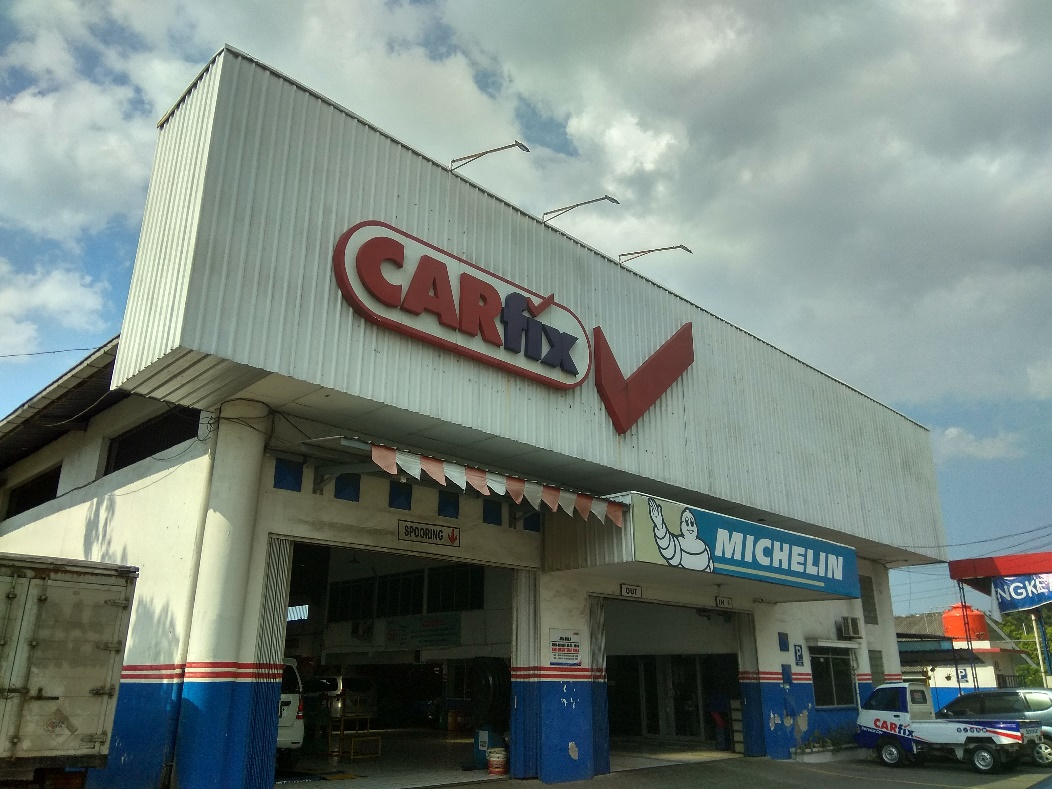 CARfix
SPOORING
MICHELIN
OUT
IN
P
P
NGKE
CARfix